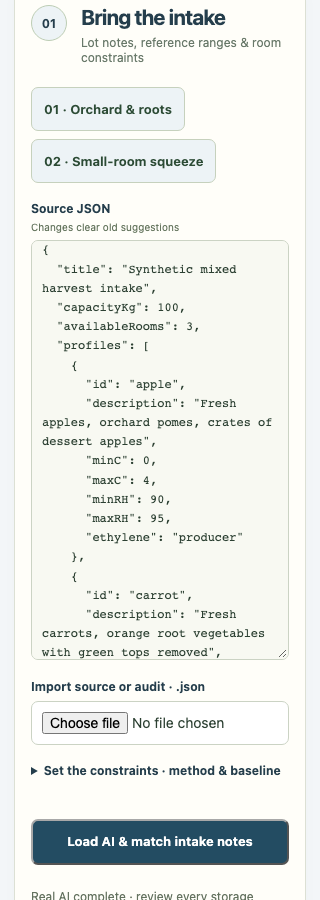 01
Bring the intake
Lot notes, reference ranges & room
constraints
01 · Orchard & roots
02 · Small-room squeeze
Source JSON
Changes clear old suggestions
{
"title": "Synthetic mixed
harvest intake",
"capacityKg": 100,
"availableRooms": 3,
"profiles": [
{
"id": "apple",
"description": "Fresh
apples, orchard pomes, crates of
dessert apples",
"minC": 0,
"maxC": 4,
"minRH": 90,
"maxRH": 95,
"ethylene": "producer"
},
{
"id": "carrot",
"description": "Fresh
carrots, orange root vegetables
with green tops removed",
Import source or audit · .json
Choose file No file chosen
Set the constraints · method & baseline
Load AI & match intake notes
Real AI complete · review every storage